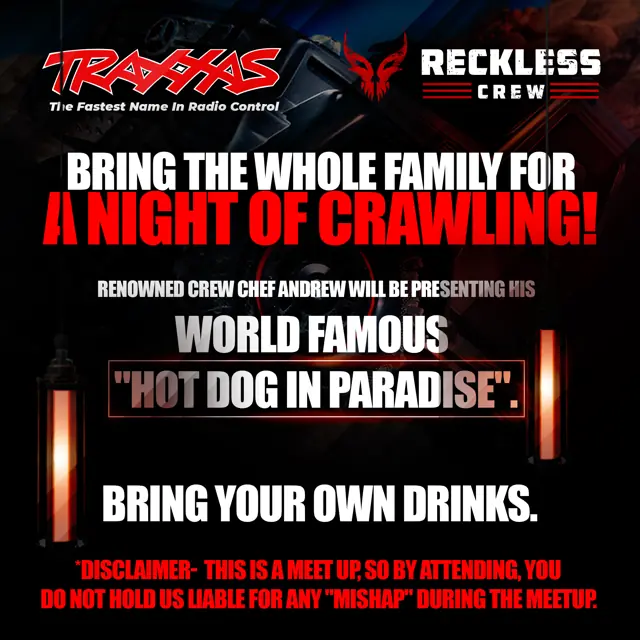 TRAXXAS
The Fastest Name In Radio Control
RECKLESS
CREW
BRING THE WHOLE FAMILY FOR
A NIGHT OF CRAWLING!
RENOWNED CREW CHEF ANDREW WILL BE PRESENTING HIS
WORLD FAMOUS
"HOT DOG IN PARADISE".
BRING YOUR OWN DRINKS.
*DISCLAIMER- THIS IS A MEET UP, SO BY ATTENDING, YOU
DO NOT HOLD US LIABLE FOR ANY "MISHAP" DURING THE MEETUP.